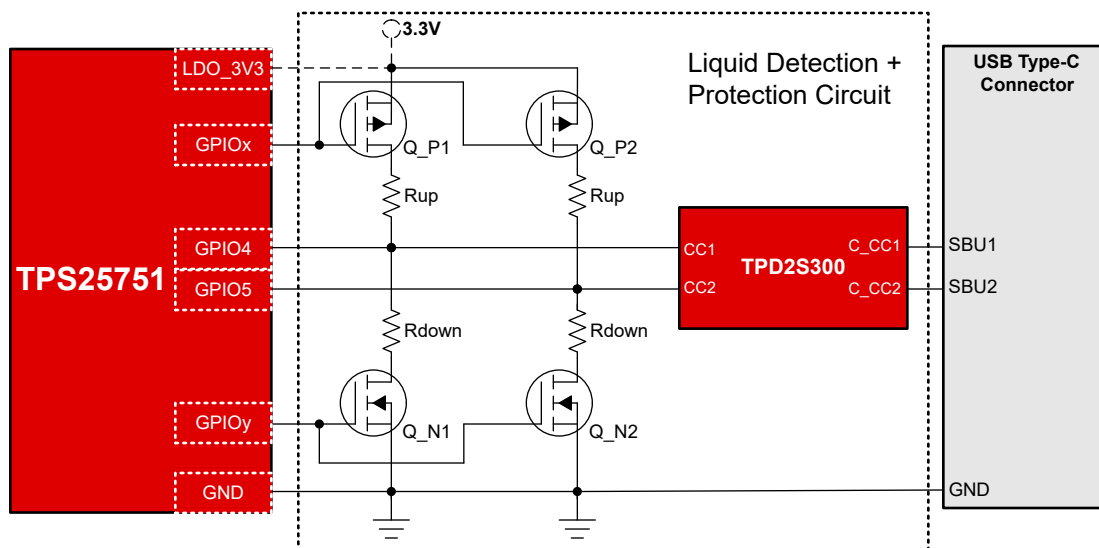 3.3V
LDO_3V3
Liquid Detection +
Protection Circuit
USB Type-C
Connector
GPIOx
Q_P1
Q_P2
Rup
Rup
GPIO4
CC1
C_CC1
SBU1
TPS25751
TPD2S300
GPIO5
CC2
C_CC2
SBU2
Rdown
Rdown
GPIOy
Q_N1
Q_N2
GND
GND